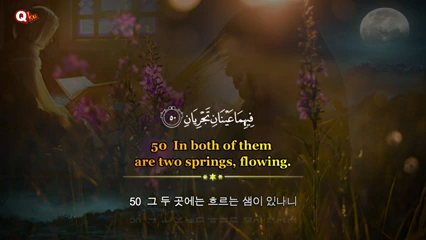 Q
فِيهِمَا عَيْنَانِ تَجْرِيَانِ ٥٠
50 In both of them
are two springs, flowing.
50 그 두 곳에는 흐르는 샘이 있나니